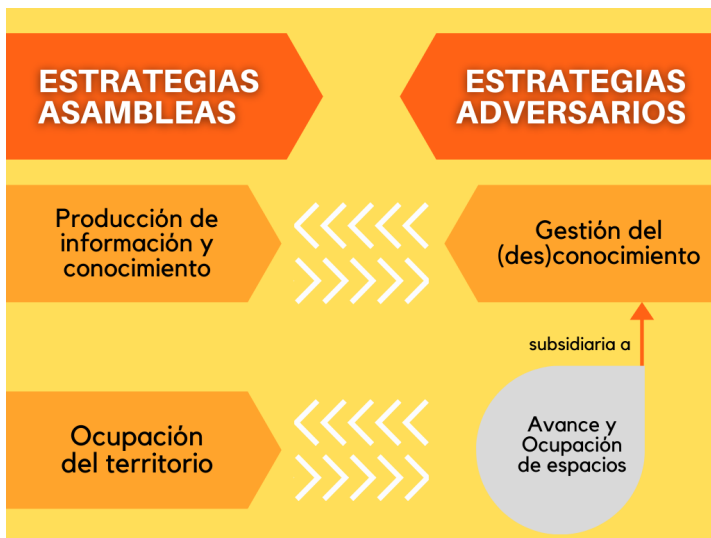 ESTRATEGIAS
ASAMBLEAS
ESTRATEGIAS
ADVERSARIOS
Producción de
información y
conocimiento
Gestión del
(des)conocimiento
subsidiaria a
Ocupación
del territorio
Avance y
Ocupación
de espacios